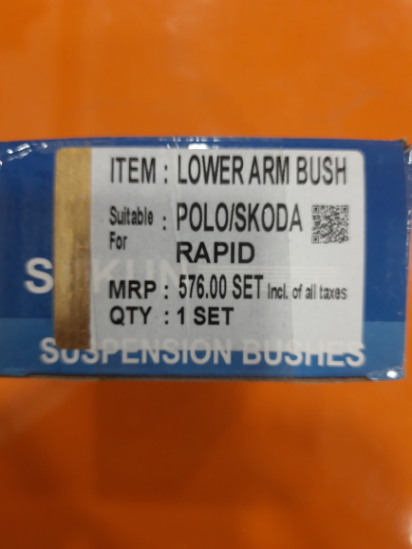 ITEM : LOWER ARM BUSH
Suitable For : POLO/SKODA RAPID
MRP : 576.00 SET Incl. of all taxes
QTY : 1 SET
SUSPENSION BUSHES